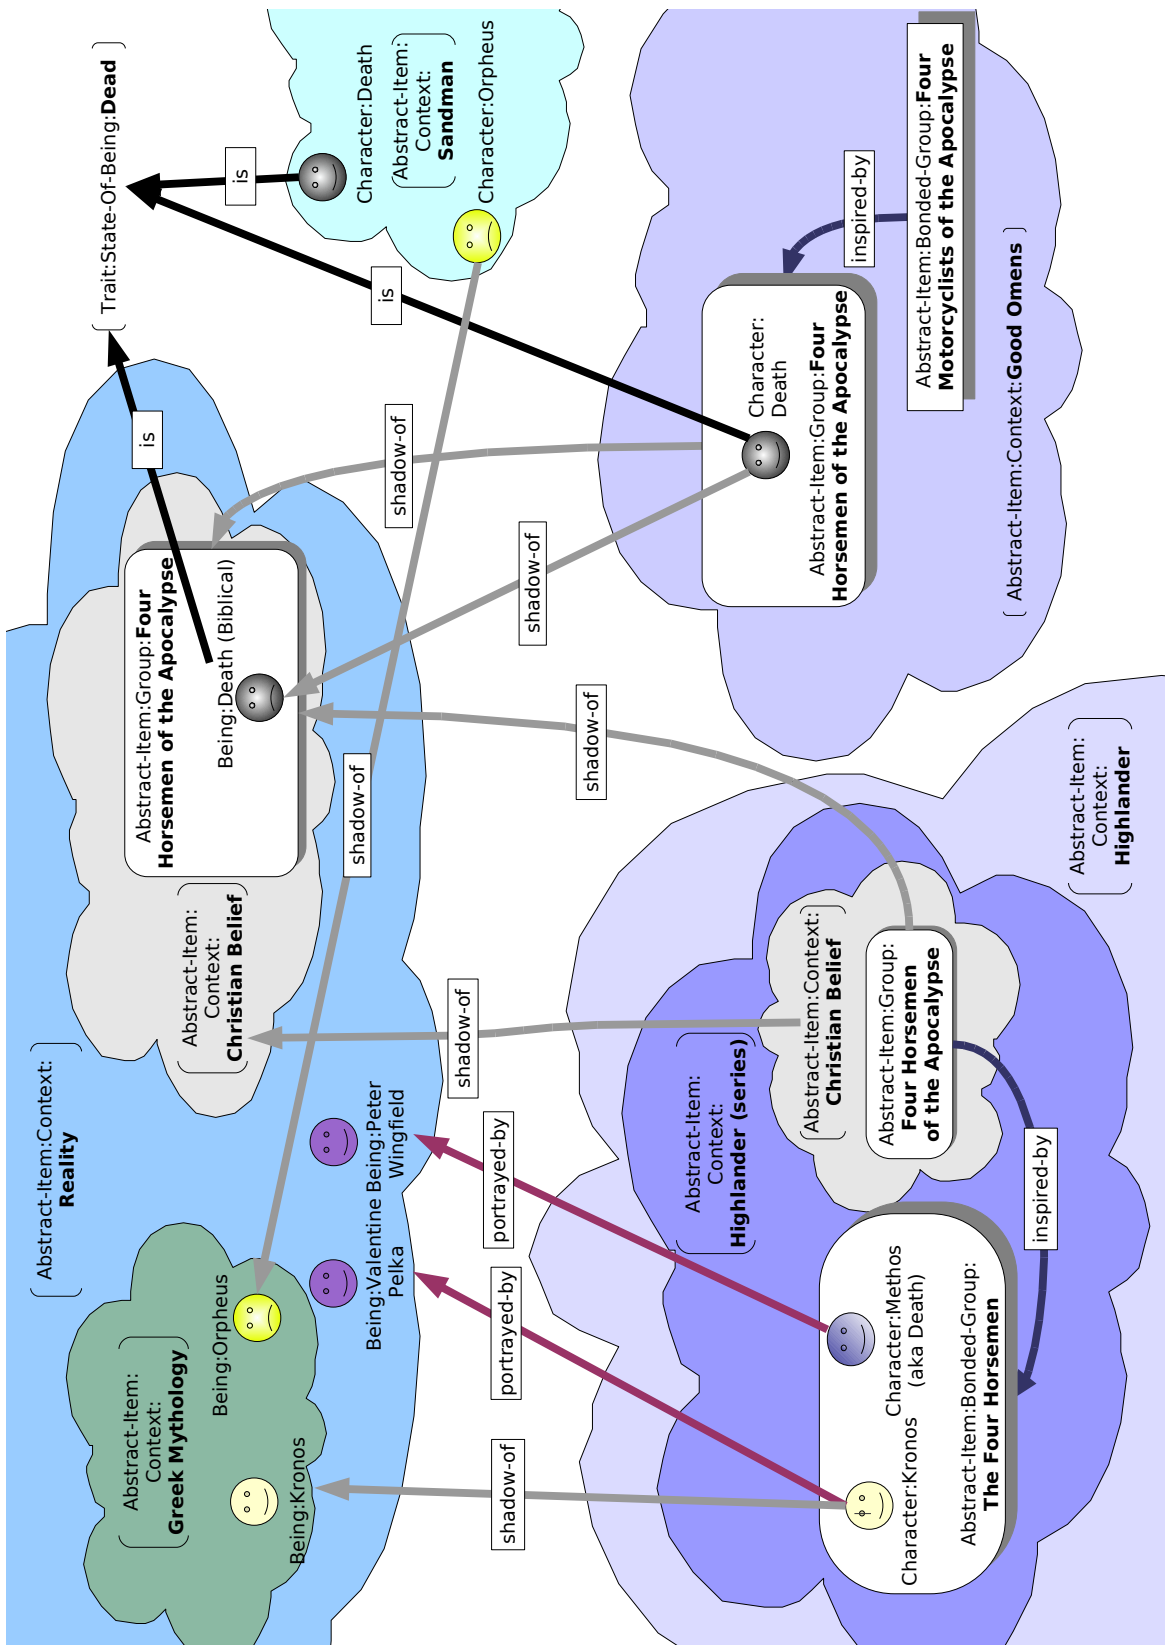 Abstract-Item:Context:
Reality
Abstract-Item:
Context:
Greek Mythology
Being:Orpheus
Being:Kronos
Being:Valentine
Pelka
Being:Peter
Wingfield
Abstract-Item:
Context:
Christian Belief
Abstract-Item:Group:Four
Horsemen of the Apocalypse
Being:Death (Biblical)
is
Trait:State-Of-Being:Dead
is
is
Character:Death
Abstract-Item:
Context:
Sandman
Character:Orpheus
shadow-of
shadow-of
shadow-of
shadow-of
shadow-of
shadow-of
portrayed-by
portrayed-by
Abstract-Item:
Context:
Highlander (series)
Abstract-Item:Context:
Christian Belief
Abstract-Item:Group:
Four Horsemen
of the Apocalypse
inspired-by
Character:Kronos
Character:Methos
(aka Death)
Abstract-Item:Bonded-Group:
The Four Horsemen
Abstract-Item:
Context:
Highlander
Character:
Death
Abstract-Item:Group:Four
Horsemen of the Apocalypse
inspired-by
Abstract-Item:Bonded-Group:Four
Motorcyclists of the Apocalypse
Abstract-Item:Context:Good Omens